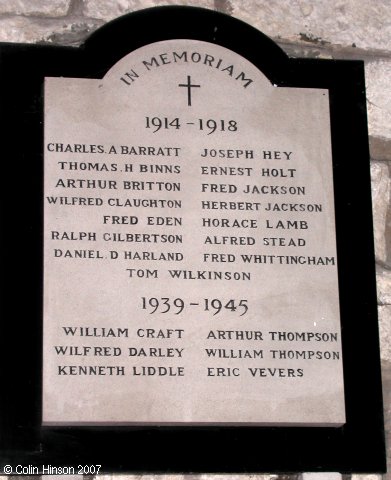 IN MEMORIAM
1914-1918
CHARLES.A BARRATT JOSEPH HEY
THOMAS.H BINNS ERNEST HOLT
ARTHUR BRITTON FRED JACKSON
WILFRED CLAUGHTON HERBERT JACKSON
FRED EDEN HORACE LAMB
RALPH GILBERTSON ALFRED STEAD
DANIEL.D HARLAND FRED WHITTINGHAM
TOM WILKINSON
1939-1945
WILLIAM CRAFT ARTHUR THOMPSON
WILFRED DARLEY WILLIAM THOMPSON
KENNETH LIDDLE ERIC VEVERS
© Colin Hinson 2007